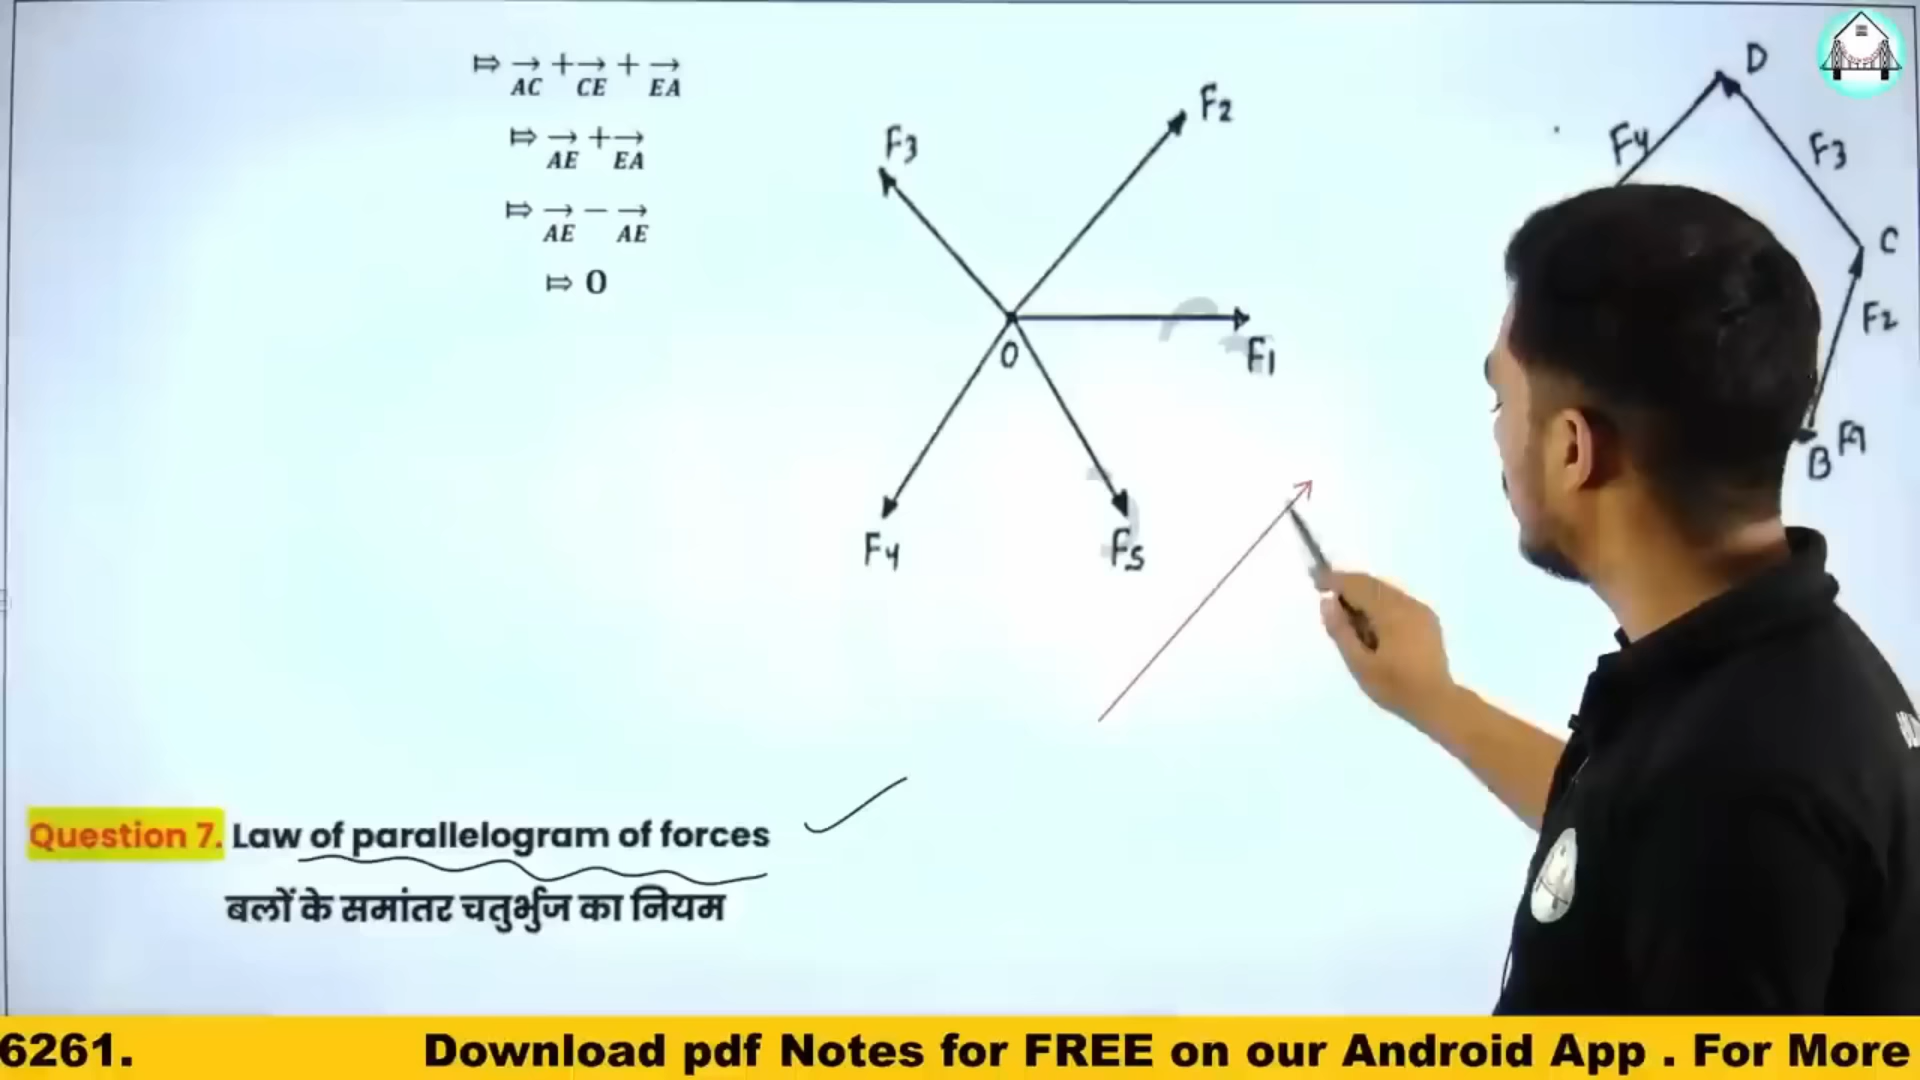 ⤇ → + → + →
AC CE EA
⤇ → + →
AE EA
⤇ → − →
AE AE
⤇ 0
F3
F2
O
F1
F4
F5
D
F4
F3
C
F2
B F1
Question 7. Law of parallelogram of forces
बलों के समांतर चतुर्भुज का नियम
6261. Download pdf Notes for FREE on our Android App . For More